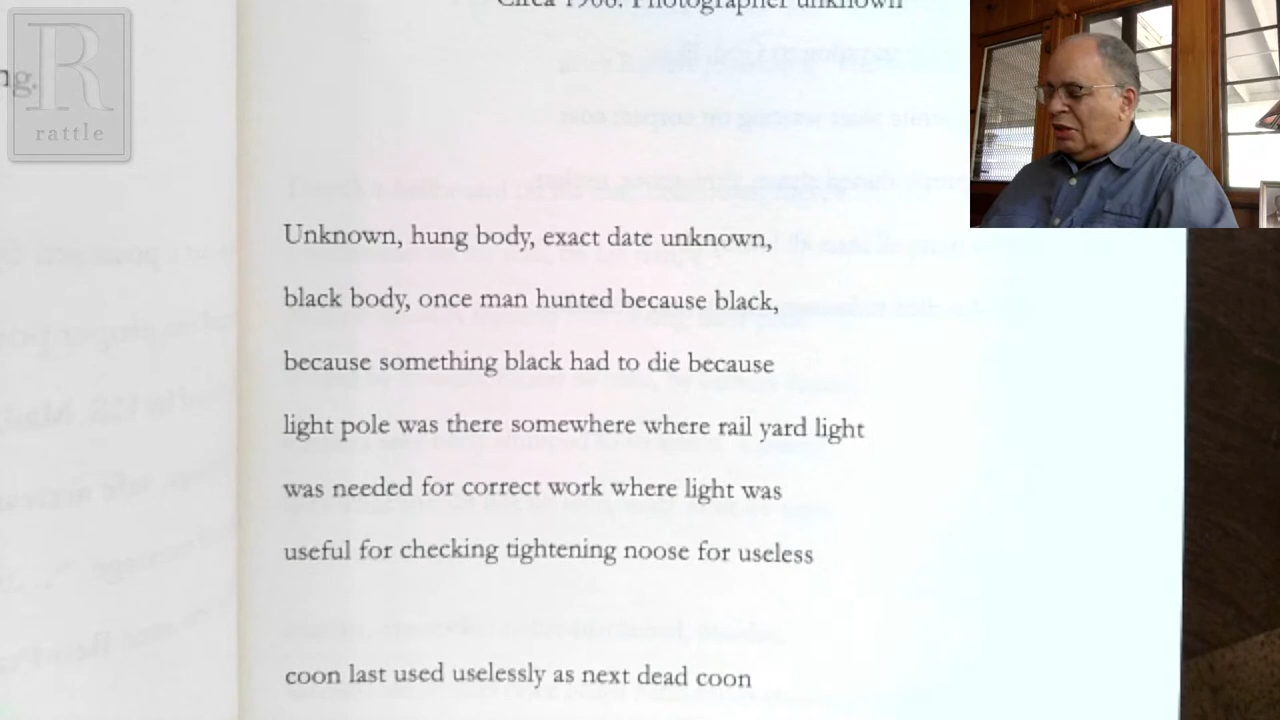 Circa 1908. Photographer unknown
ng.
R
rattle
Unknown, hung body, exact date unknown,
black body, once man hunted because black,
because something black had to die because
light pole was there somewhere where rail yard light
was needed for correct work where light was
useful for checking tightening noose for useless
coon last used uselessly as next dead coon